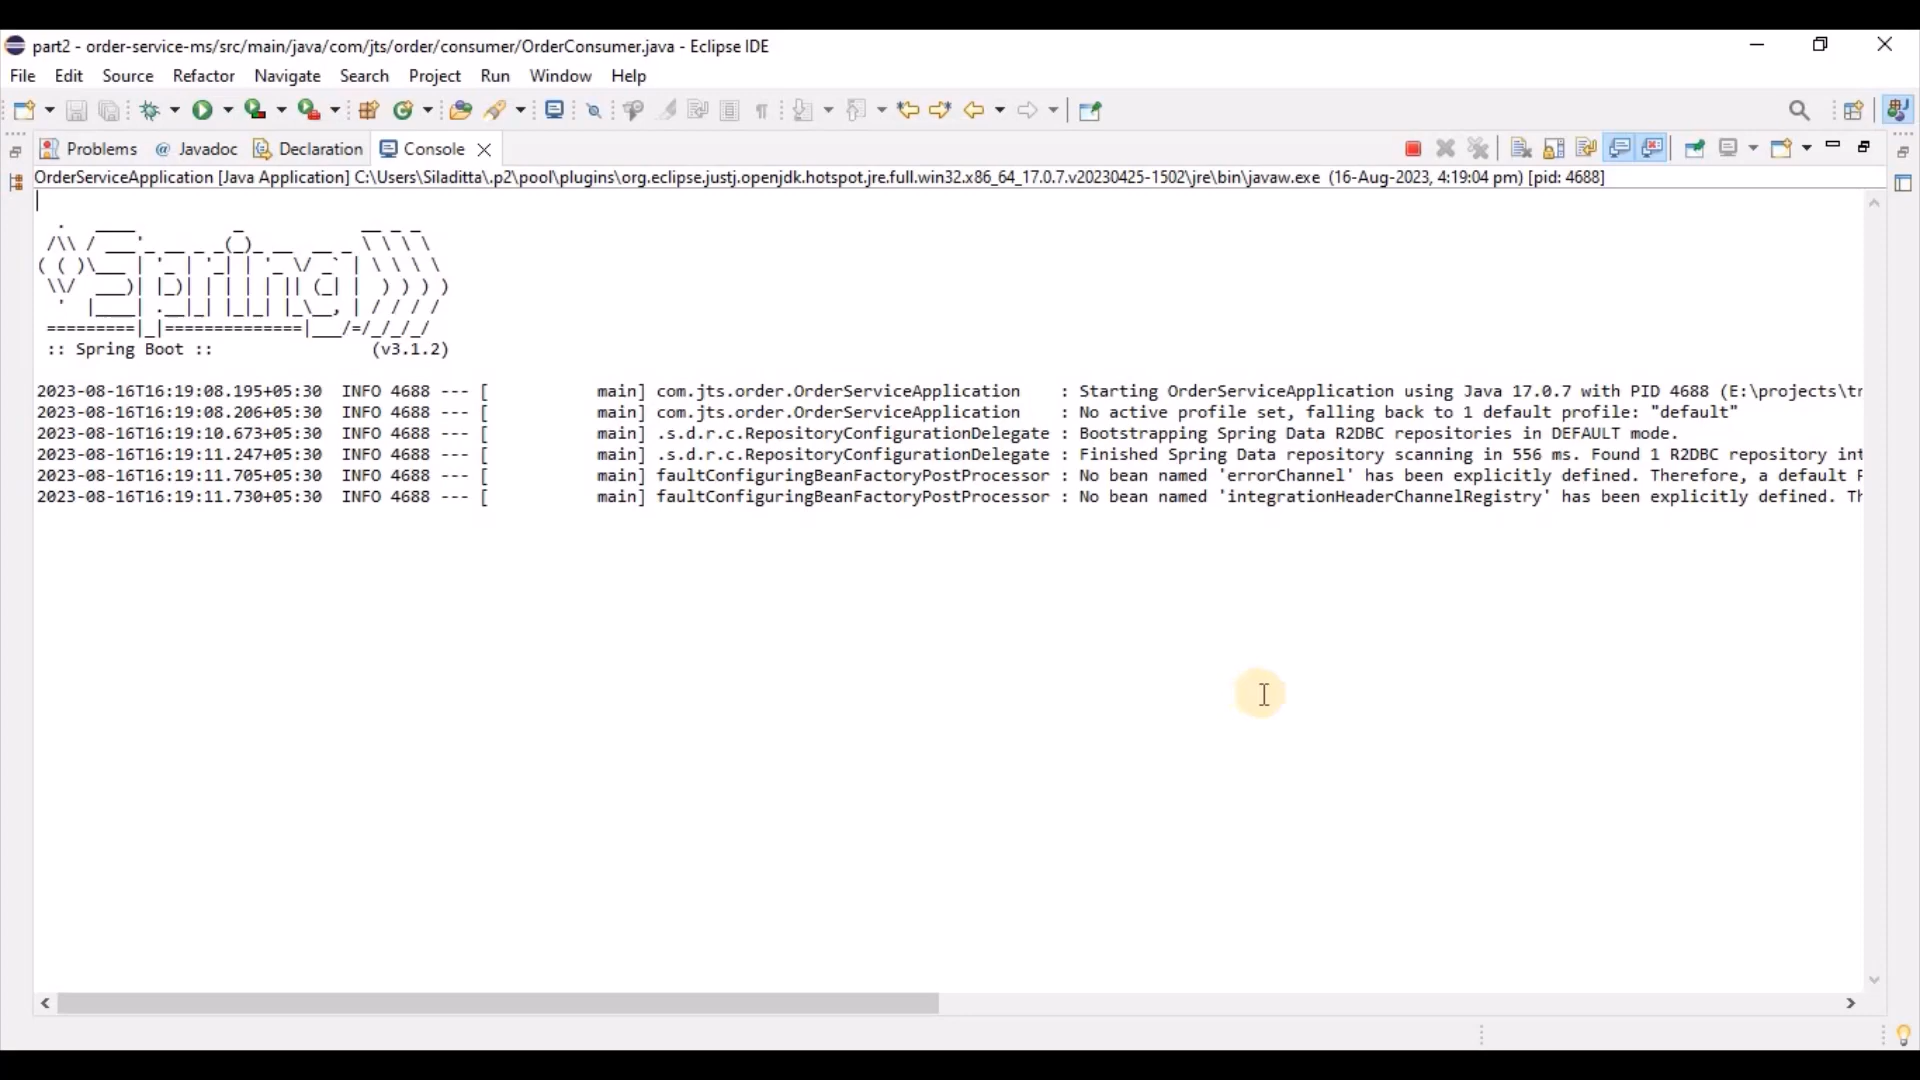 part2 - order-service-ms/src/main/java/com/jts/order/consumer/OrderConsumer.java - Eclipse IDE
File Edit Source Refactor Navigate Search Project Run Window Help
Problems @ Javadoc Declaration Console
OrderServiceApplication [Java Application] C:\Users\Siladitta\.p2\pool\plugins\org.eclipse.justj.openjdk.hotspot.jre.full.win32.x86_64_17.0.7.v20230425-1502\jre\bin\javaw.exe (16-Aug-2023, 4:19:04 pm) [pid: 4688]
Spring
:: Spring Boot :: (v3.1.2)
2023-08-16T16:19:08.195+05:30 INFO 4688 --- [ main] com.jts.order.OrderServiceApplication : Starting OrderServiceApplication using Java 17.0.7 with PID 4688 (E:\projects\tr
2023-08-16T16:19:08.206+05:30 INFO 4688 --- [ main] com.jts.order.OrderServiceApplication : No active profile set, falling back to 1 default profile: "default"
2023-08-16T16:19:10.673+05:30 INFO 4688 --- [ main] .s.d.r.c.RepositoryConfigurationDelegate : Bootstrapping Spring Data R2DBC repositories in DEFAULT mode.
2023-08-16T16:19:11.247+05:30 INFO 4688 --- [ main] .s.d.r.c.RepositoryConfigurationDelegate : Finished Spring Data repository scanning in 556 ms. Found 1 R2DBC repository int
2023-08-16T16:19:11.705+05:30 INFO 4688 --- [ main] faultConfiguringBeanFactoryPostProcessor : No bean named 'errorChannel' has been explicitly defined. Therefore, a default
2023-08-16T16:19:11.730+05:30 INFO 4688 --- [ main] faultConfiguringBeanFactoryPostProcessor : No bean named 'integrationHeaderChannelRegistry' has been explicitly defined. Th